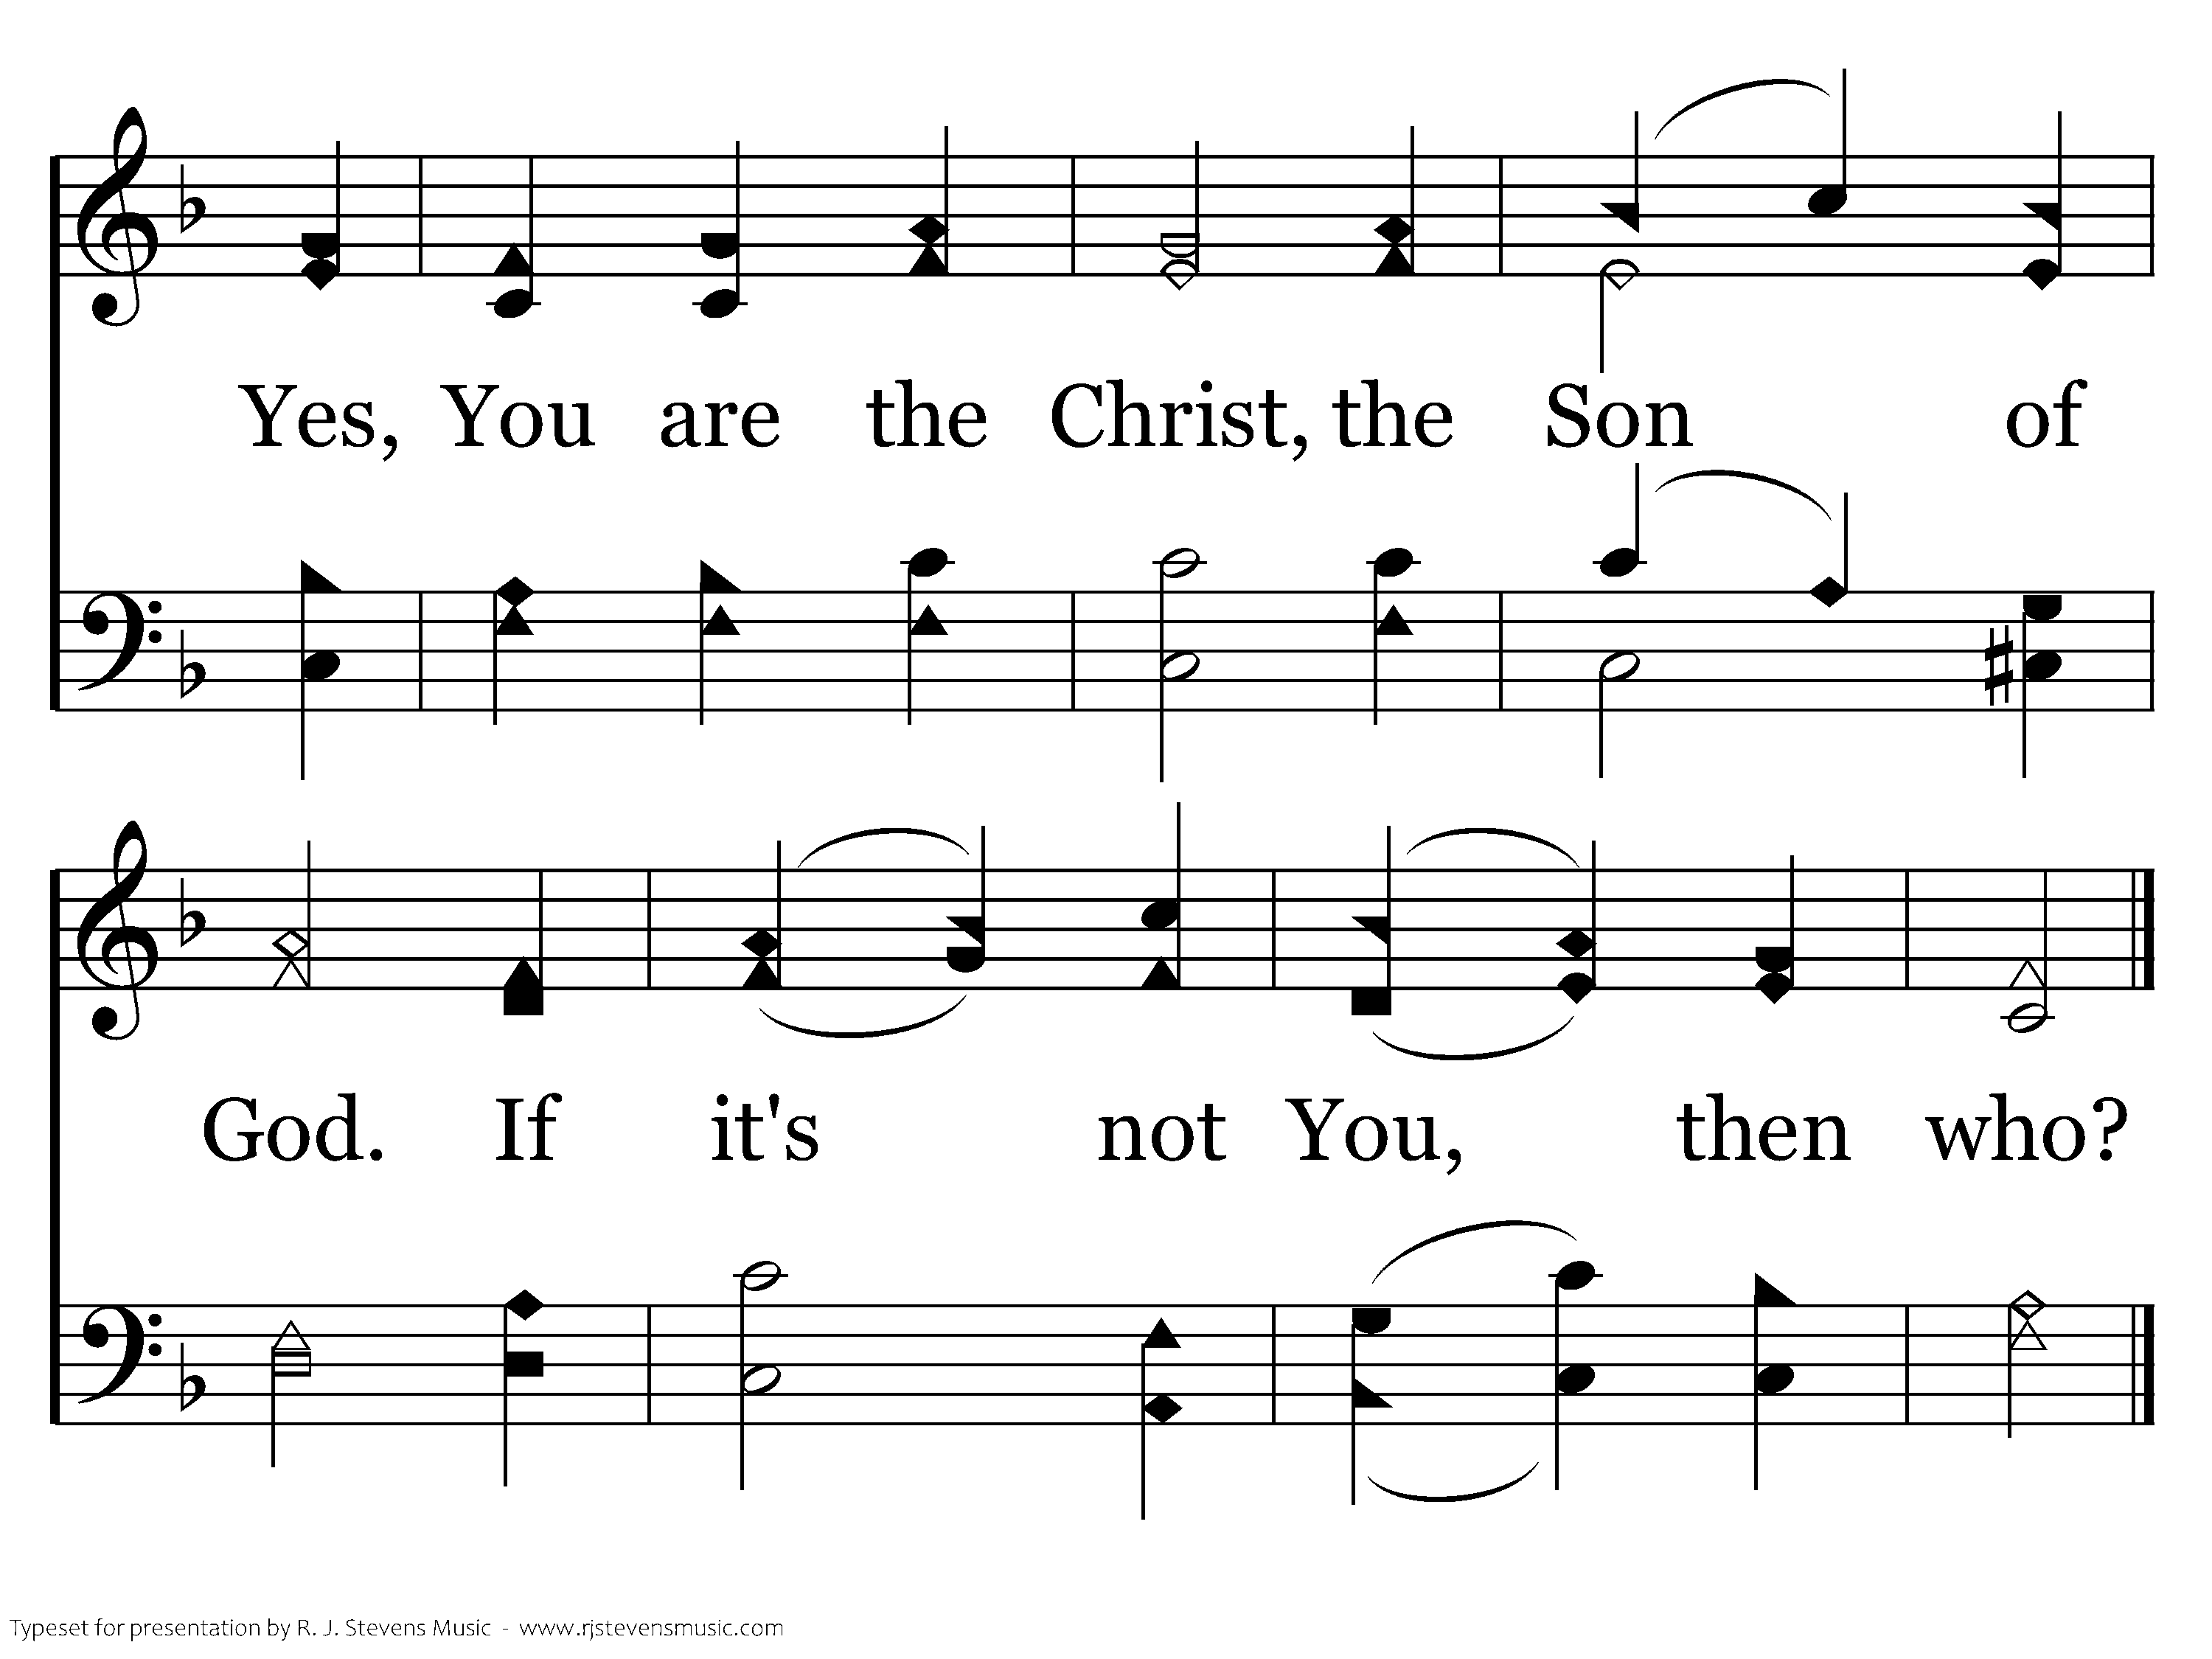 Yes, You are the Christ, the Son of
God. If it's not You, then who?
Typeset for presentation by R. J. Stevens Music - www.rjstevensmusic.com